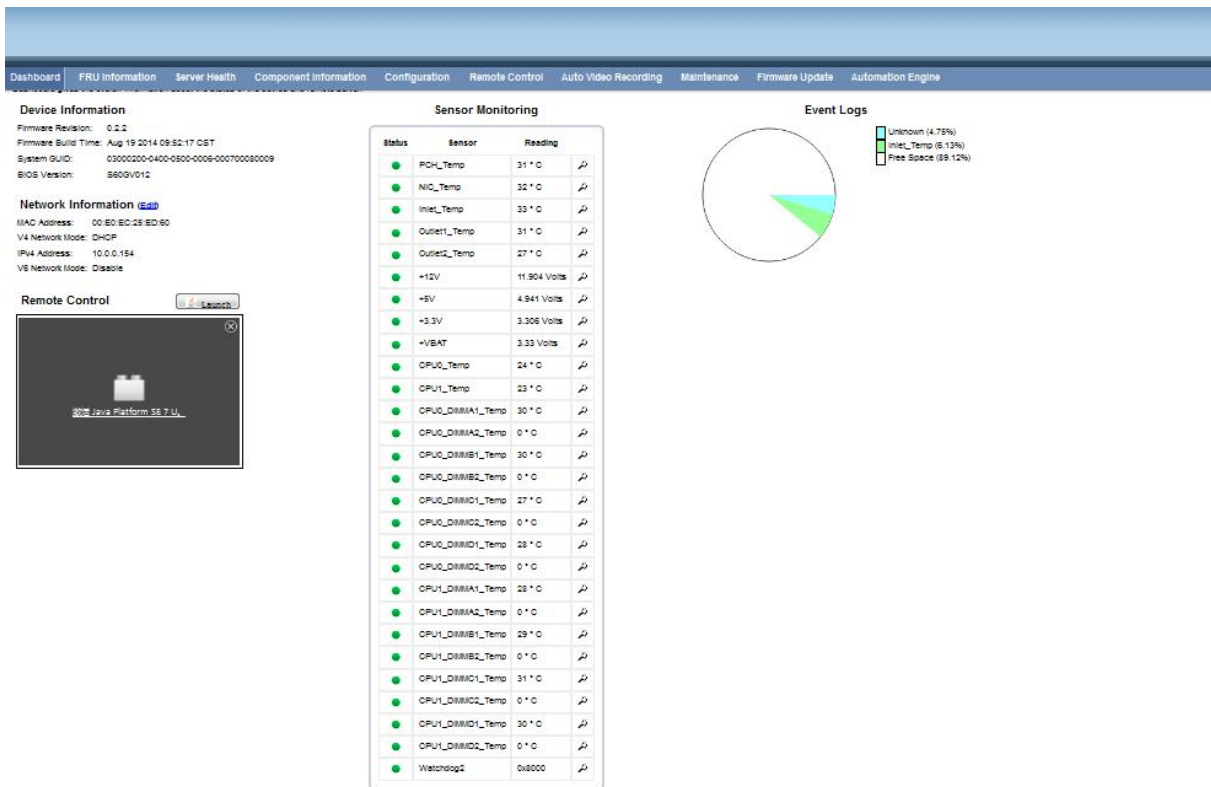 Dashboard FRU Information Server Health Component Information Configuration Remote Control Auto Video Recording Maintenance Firmware Update Automation Engine
Device Information
Firmware Revision: 0.2.2
Firmware Build Time: Aug 19 2014 09:52:17 CST
System GUID: 03000200-0400-0500-0006-000700080009
BIOS Version: S60GV012
Network Information (Edit)
MAC Address: 00:E0:EC:25:ED:60
V4 Network Mode: DHCP
IPv4 Address: 10.0.0.154
V6 Network Mode: Disable
Remote Control Launch
激活 Java Platform SE 7 U。
Sensor Monitoring
Status Sensor Reading
PCH_Temp 31 ° C
NIC_Temp 32 ° C
Inlet_Temp 33 ° C
Outlet1_Temp 31 ° C
Outlet2_Temp 27 ° C
+12V 11.904 Volts
+5V 4.941 Volts
+3.3V 3.306 Volts
+VBAT 3.33 Volts
CPU0_Temp 24 ° C
CPU1_Temp 23 ° C
CPU0_DIMMA1_Temp 30 ° C
CPU0_DIMMA2_Temp 0 ° C
CPU0_DIMMB1_Temp 30 ° C
CPU0_DIMMB2_Temp 0 ° C
CPU0_DIMMC1_Temp 27 ° C
CPU0_DIMMC2_Temp 0 ° C
CPU0_DIMMD1_Temp 28 ° C
CPU0_DIMMD2_Temp 0 ° C
CPU1_DIMMA1_Temp 28 ° C
CPU1_DIMMA2_Temp 0 ° C
CPU1_DIMMB1_Temp 29 ° C
CPU1_DIMMB2_Temp 0 ° C
CPU1_DIMMC1_Temp 31 ° C
CPU1_DIMMC2_Temp 0 ° C
CPU1_DIMMD1_Temp 30 ° C
CPU1_DIMMD2_Temp 0 ° C
Watchdog2 0x8000
Event Logs
Unknown (4.75%)
Inlet_Temp (6.13%)
Free Space (89.12%)